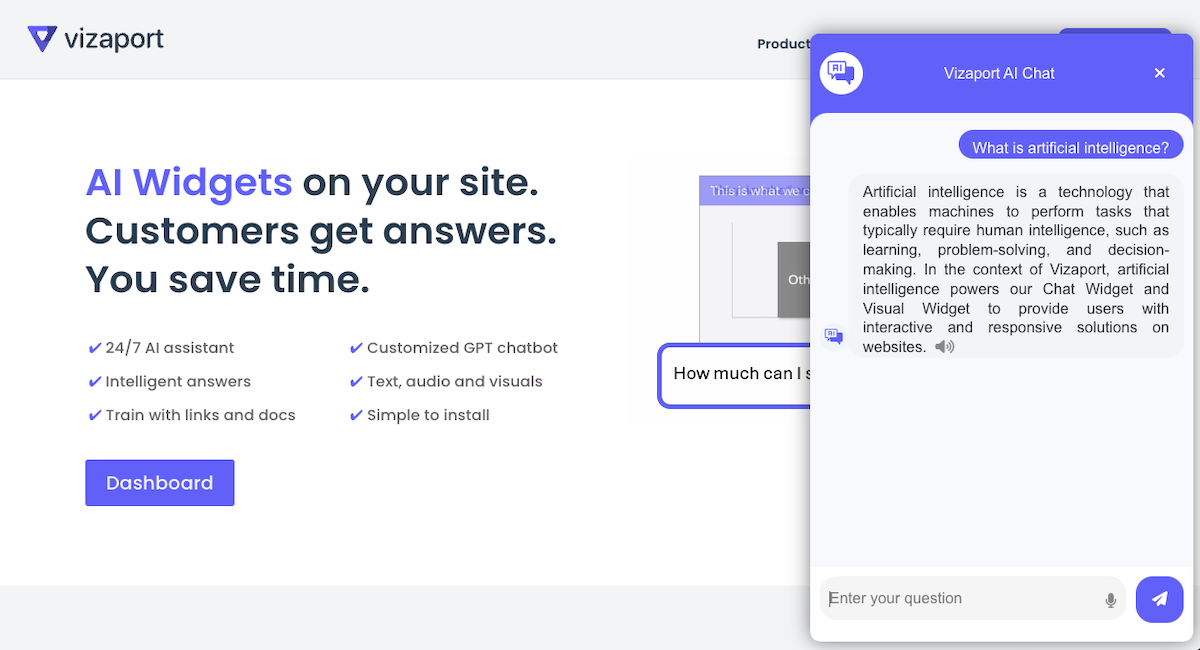 vizaport
Product
AI Widgets on your site.
Customers get answers.
You save time.
✔ 24/7 AI assistant
✔ Customized GPT chatbot
✔ Intelligent answers
✔ Text, audio and visuals
✔ Train with links and docs
✔ Simple to install
Dashboard
This is what we c
Oth
How much can I s
AI
Vizaport AI Chat
×
What is artificial intelligence?
Artificial intelligence is a technology that
enables machines to perform tasks that
typically require human intelligence, such as
learning, problem-solving, and decision-
making. In the context of Vizaport, artificial
intelligence powers our Chat Widget and
Visual Widget to provide users with
interactive and responsive solutions on
websites.
AI
Enter your question